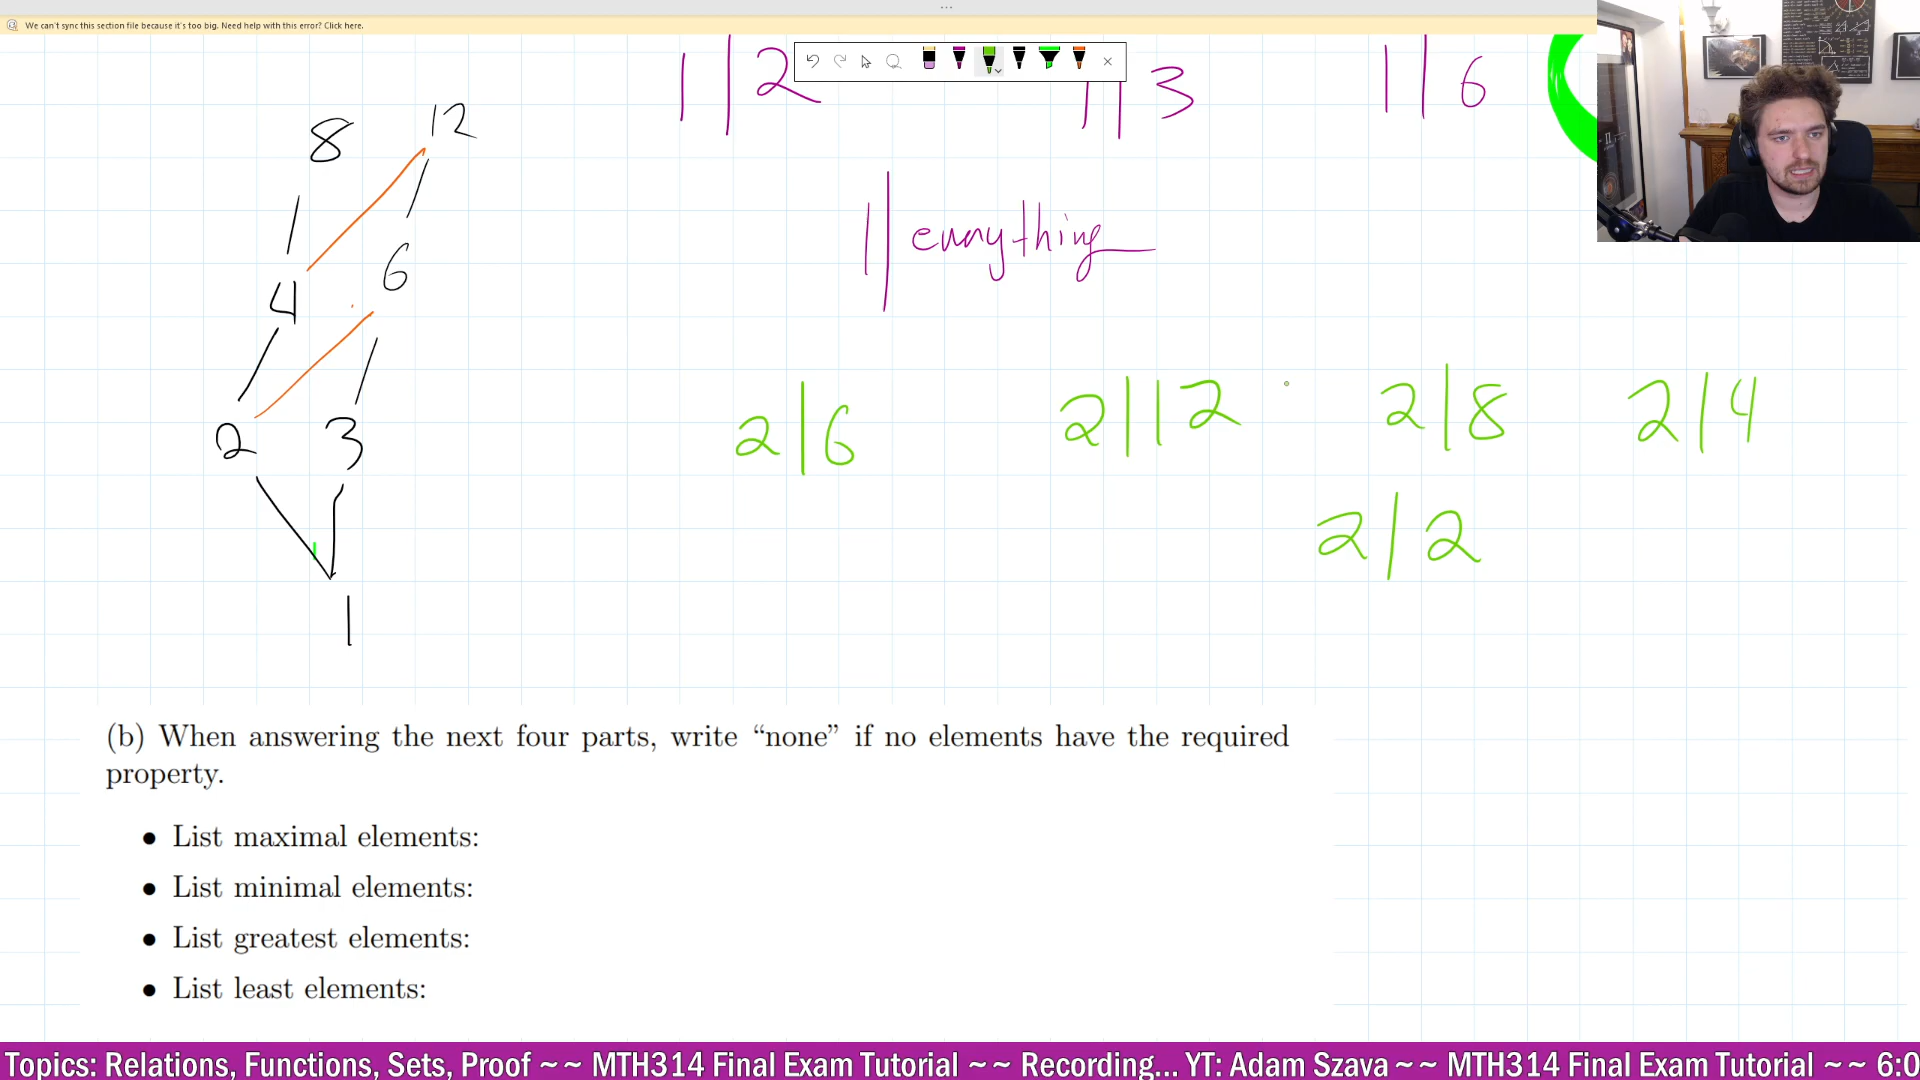 We can't sync this section file because it's too big. Need help with this error? Click here.
1|2
1|3
1|6
8
12
1|everything
4
6
2|6
2|12
2|8
2|4
2
3
2|2
1
(b) When answering the next four parts, write “none” if no elements have the required
property.
• List maximal elements:
• List minimal elements:
• List greatest elements:
• List least elements:
Topics: Relations, Functions, Sets, Proof ~~ MTH314 Final Exam Tutorial ~~ Recording... YT: Adam Szava ~~ MTH314 Final Exam Tutorial ~~ 6:0